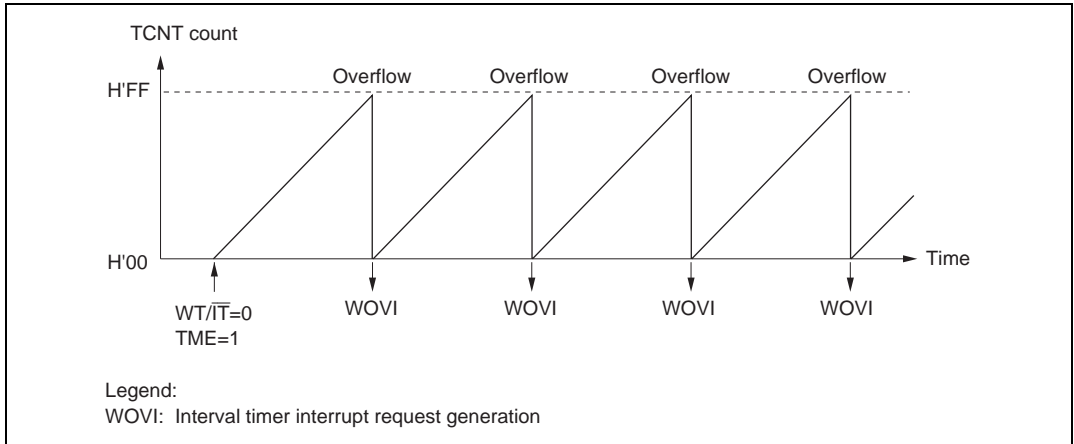 TCNT count
Overflow Overflow Overflow Overflow
H'FF
H'00
Time
WT/I̅T̅=0
TME=1
WOVI WOVI WOVI WOVI
Legend:
WOVI: Interval timer interrupt request generation